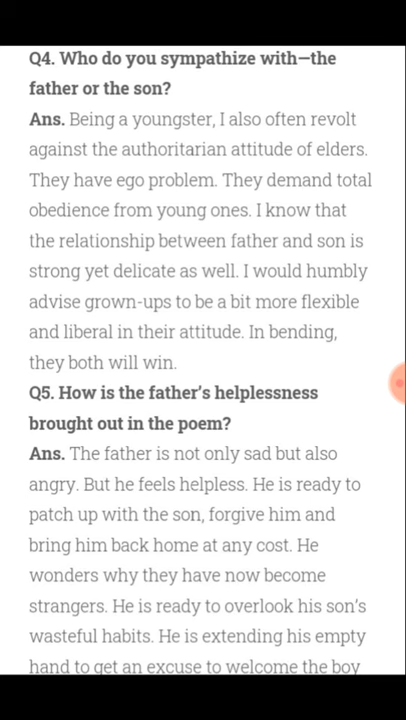 Q4. Who do you sympathize with—the
father or the son?
Ans. Being a youngster, I also often revolt
against the authoritarian attitude of elders.
They have ego problem. They demand total
obedience from young ones. I know that
the relationship between father and son is
strong yet delicate as well. I would humbly
advise grown-ups to be a bit more flexible
and liberal in their attitude. In bending,
they both will win.
Q5. How is the father’s helplessness
brought out in the poem?
Ans. The father is not only sad but also
angry. But he feels helpless. He is ready to
patch up with the son, forgive him and
bring him back home at any cost. He
wonders why they have now become
strangers. He is ready to overlook his son’s
wasteful habits. He is extending his empty
hand to get an excuse to welcome the boy